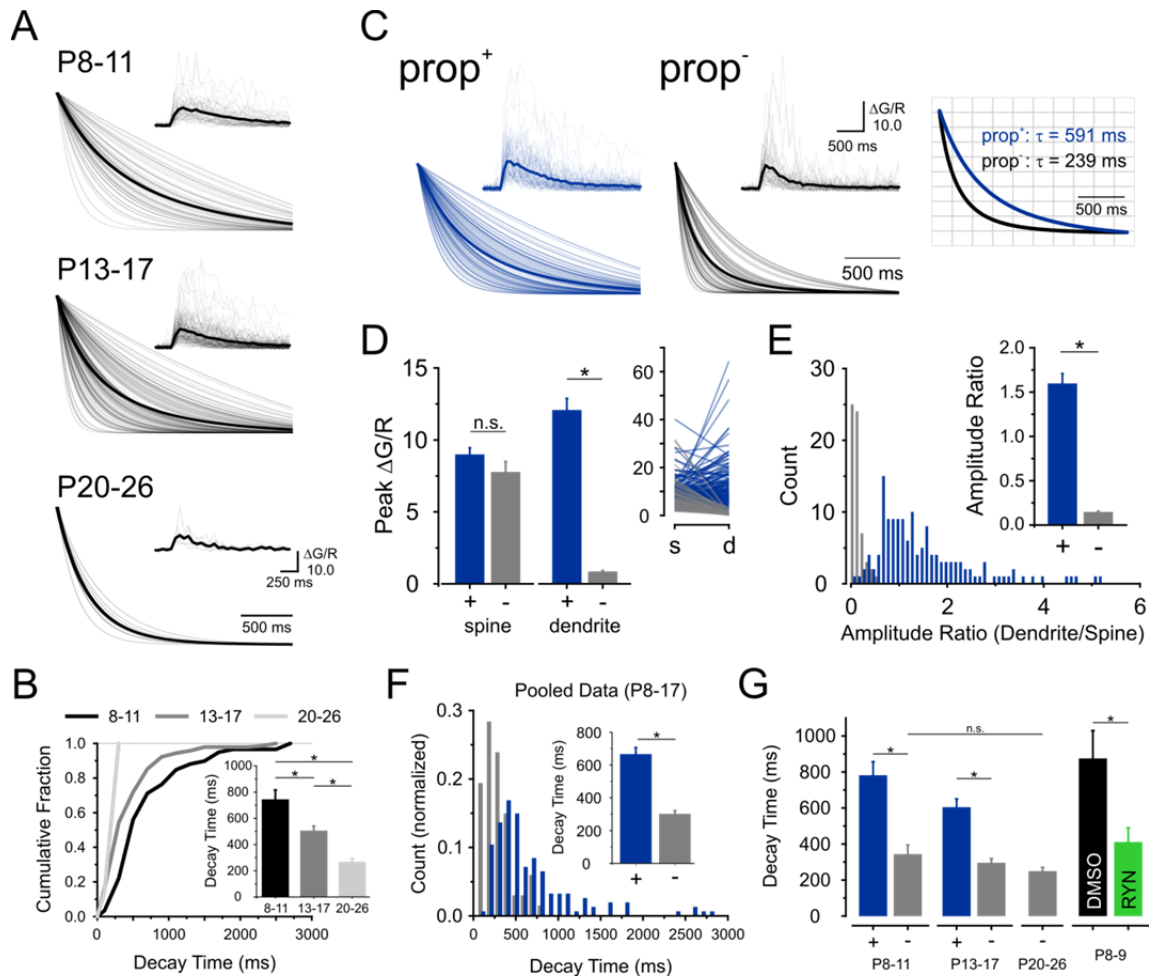 A
P8-11
P13-17
P20-26
ΔG/R
10.0
250 ms
500 ms
C
prop+
prop-
ΔG/R
10.0
500 ms
500 ms
prop+: τ = 591 ms
prop-: τ = 239 ms
500 ms
D
Peak ΔG/R
15
10
5
0
n.s.
*
+ - + -
spine dendrite
60
40
20
0
s d
E
Count
30
15
0
0 2 4 6
Amplitude Ratio (Dendrite/Spine)
Amplitude Ratio
2.0
1.5
1.0
0.5
0.0
*
+ -
B
8-11 13-17 20-26
Cumulative Fraction
1.0
0.8
0.6
0.4
0.2
0.0
0 1000 2000 3000
Decay Time (ms)
Decay Time (ms)
1000
800
600
400
200
0
*
* *
8-11 13-17 20-26
F
Pooled Data (P8-17)
Count (normalized)
0.3
0.15
0.0
0 500 1500 2500 3000
Decay Time (ms)
Decay Time (ms)
800
600
400
200
0
*
+ -
G
Decay Time (ms)
1000
800
600
400
200
0
n.s.
* * *
DMSO
RYN
+ - + - -
P8-11 P13-17 P20-26 P8-9